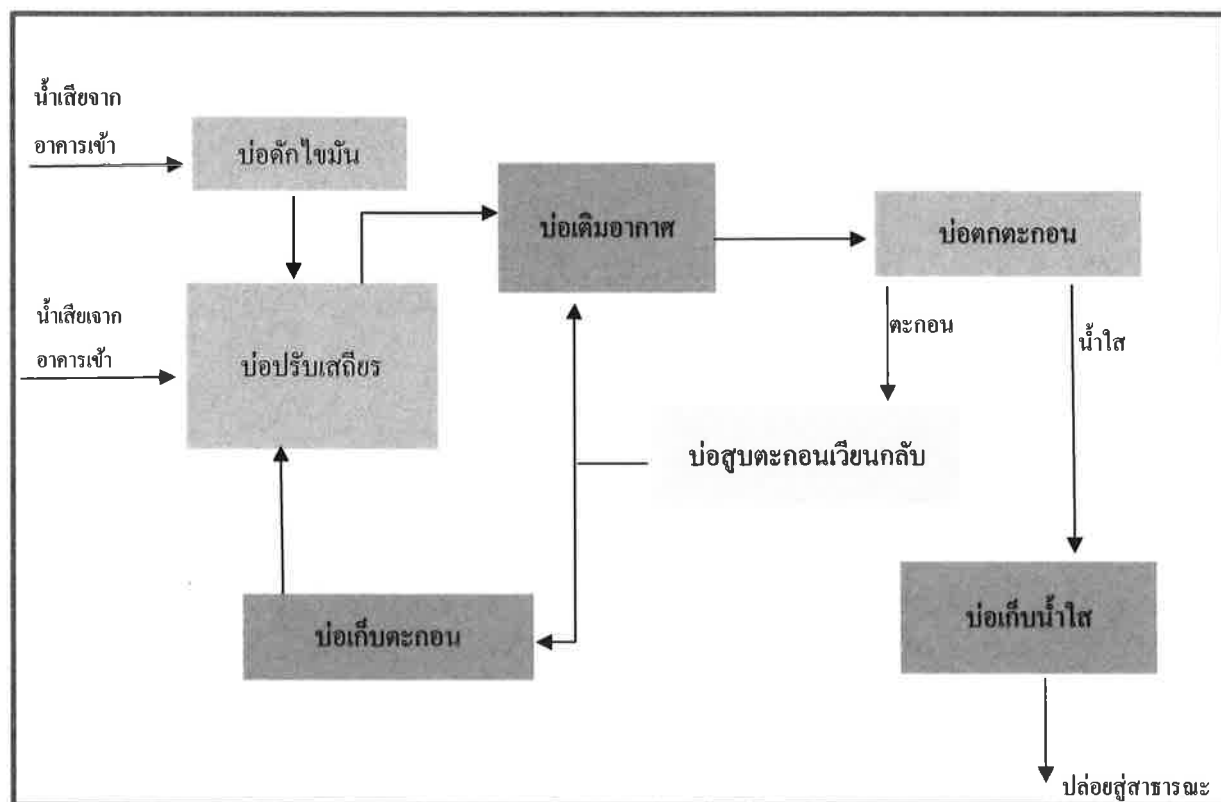 น้ำเสียจาก
อาคารเข้า
บ่อดักไขมัน
บ่อเติมอากาศ
บ่อตกตะกอน
น้ำเสียเจาก
อาคารเข้า
บ่อปรับเสถียร
ตะกอน
น้ำใส
บ่อสูบตะกอนเวียนกลับ
บ่อเก็บตะกอน
บ่อเก็บน้ำใส
ปล่อยสู่สาธารณะ